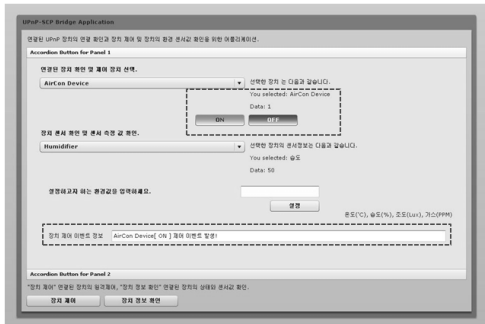 UPnP-SCP Bridge Application
연결된 UPnP 장치의 연결 확인과 장치 제어 및 장치의 환경 센서값 확인을 위한 어플리케이션.
Accordion Button for Panel 1
연결된 장치 확인 및 제어 장치 선택.
AirCon Device
선택한 장치 는 다음과 같습니다.
You selected: AirCon Device
Data: 1
ON OFF
장치 센서 확인 및 센서 측정 값 확인.
Humidifier
선택한 장치의 센서정보는 다음과 같습니다.
You selected: 습도
Data: 50
설정하고자 하는 환경값을 입력하세요.
설정
온도(˚C), 습도(%), 조도(Lux), 가스(PPM)
장치 제어 이벤트 정보 AirCon Device[ ON ] 제어 이벤트 발생!
Accordion Button for Panel 2
"장치 제어" 연결된 장치의 원격제어, "장치 정보 확인" 연결된 장치의 상태와 센서값 확인.
장치 제어 장치 정보 확인